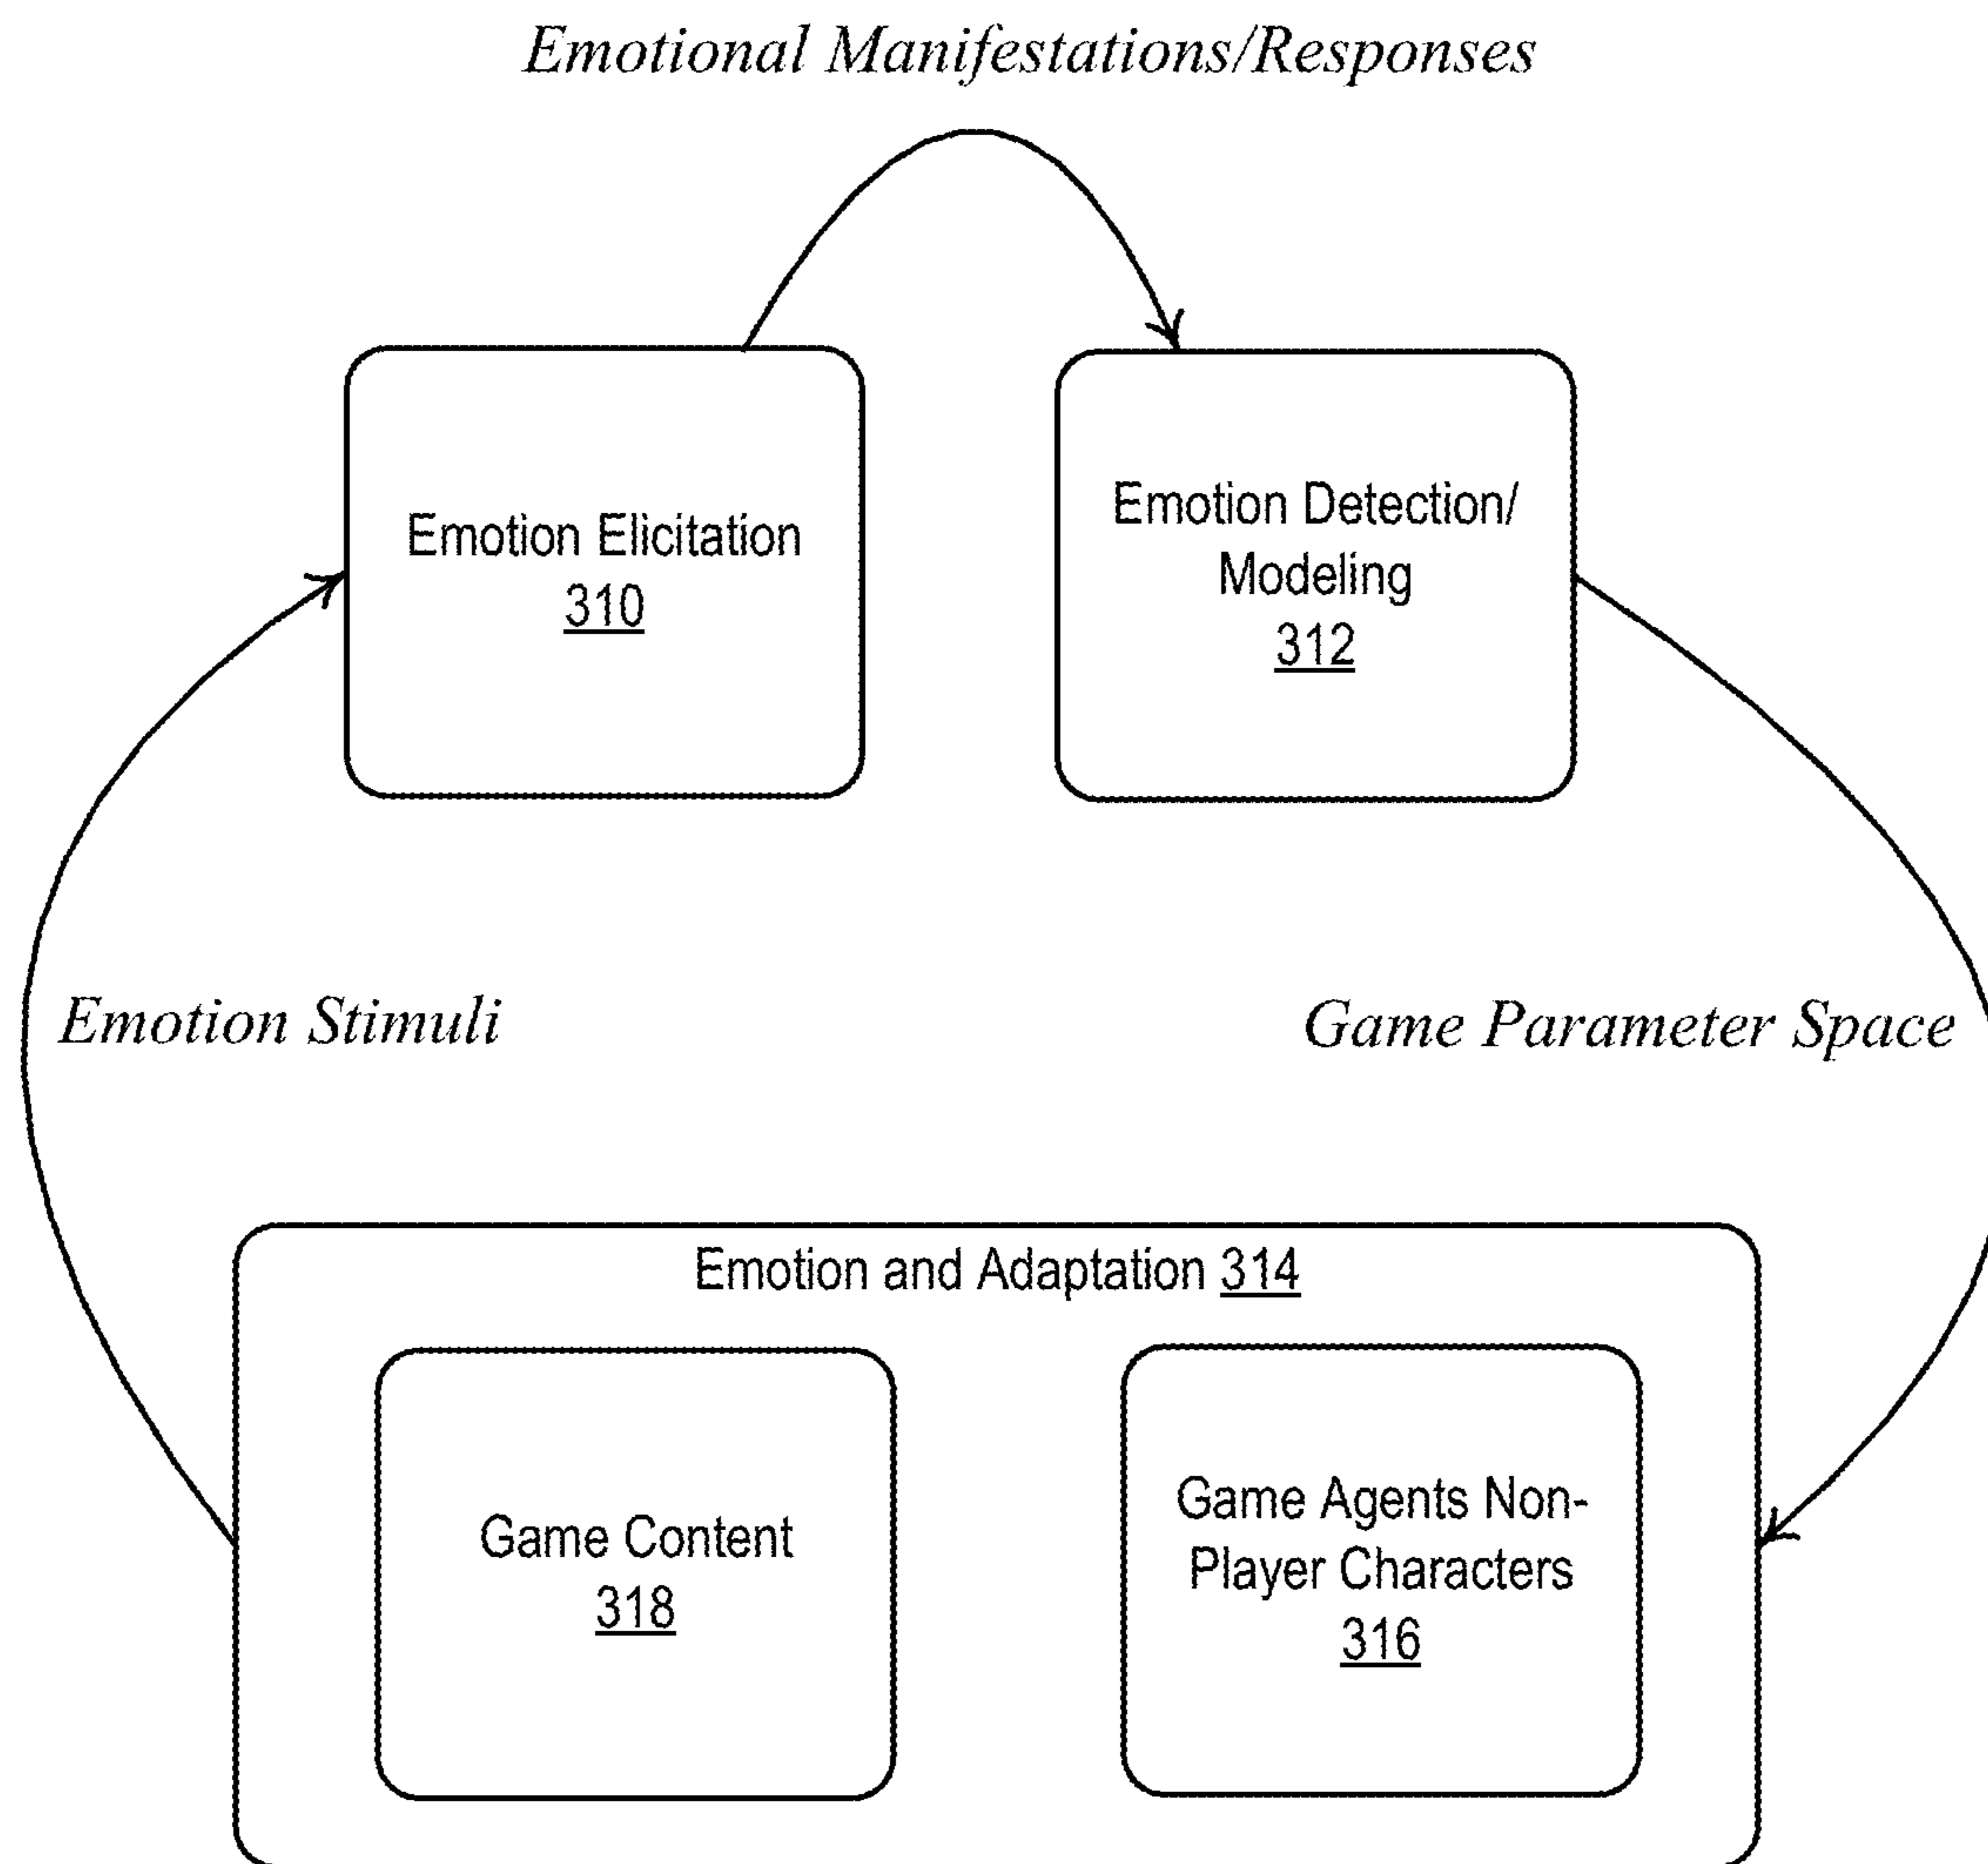 Emotional Manifestations/Responses
Emotion Elicitation
310
Emotion Detection/
Modeling
312
Emotion Stimuli
Game Parameter Space
Emotion and Adaptation 314
Game Content
318
Game Agents Non-
Player Characters
316